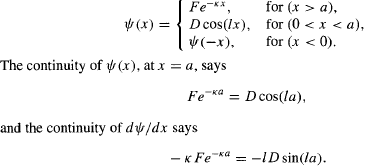 Fe^{-κx}, for (x > a),
ψ(x) = { D cos(lx), for (0 < x < a),
ψ(−x), for (x < 0).
The continuity of ψ(x), at x = a, says
Fe^{-κa} = D cos(la),
and the continuity of dψ/dx says
− κFe^{-κa} = −lD sin(la).